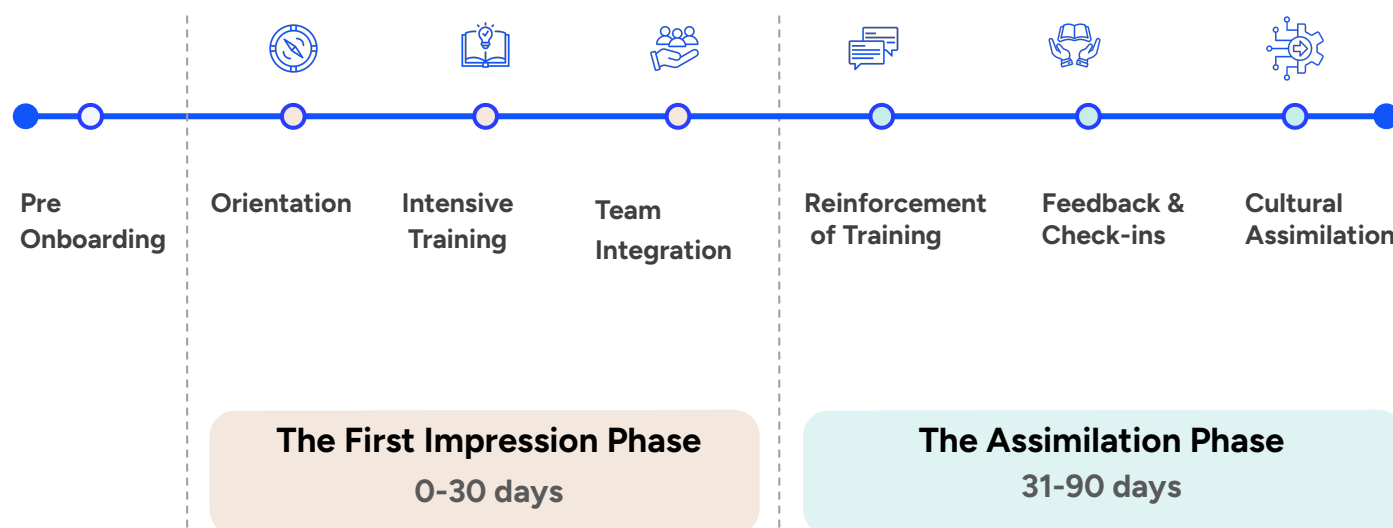 Pre
Onboarding
Orientation
Intensive
Training
Team
Integration
Reinforcement
of Training
Feedback &
Check-ins
Cultural
Assimilation
The First Impression Phase
0-30 days
The Assimilation Phase
31-90 days